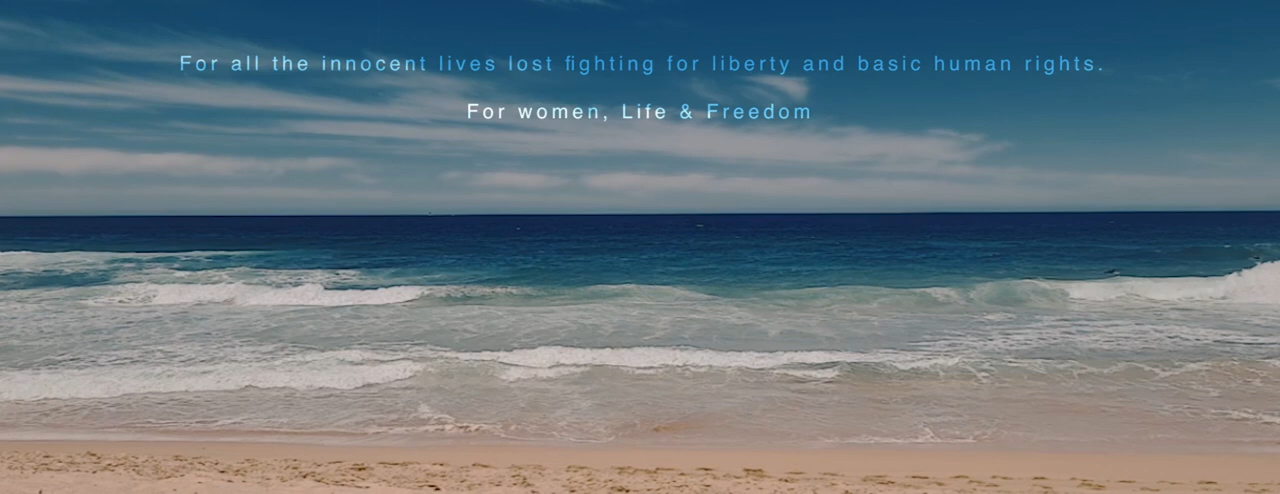 For all the innocent lives lost fighting for liberty and basic human rights.
For women, Life & Freedom